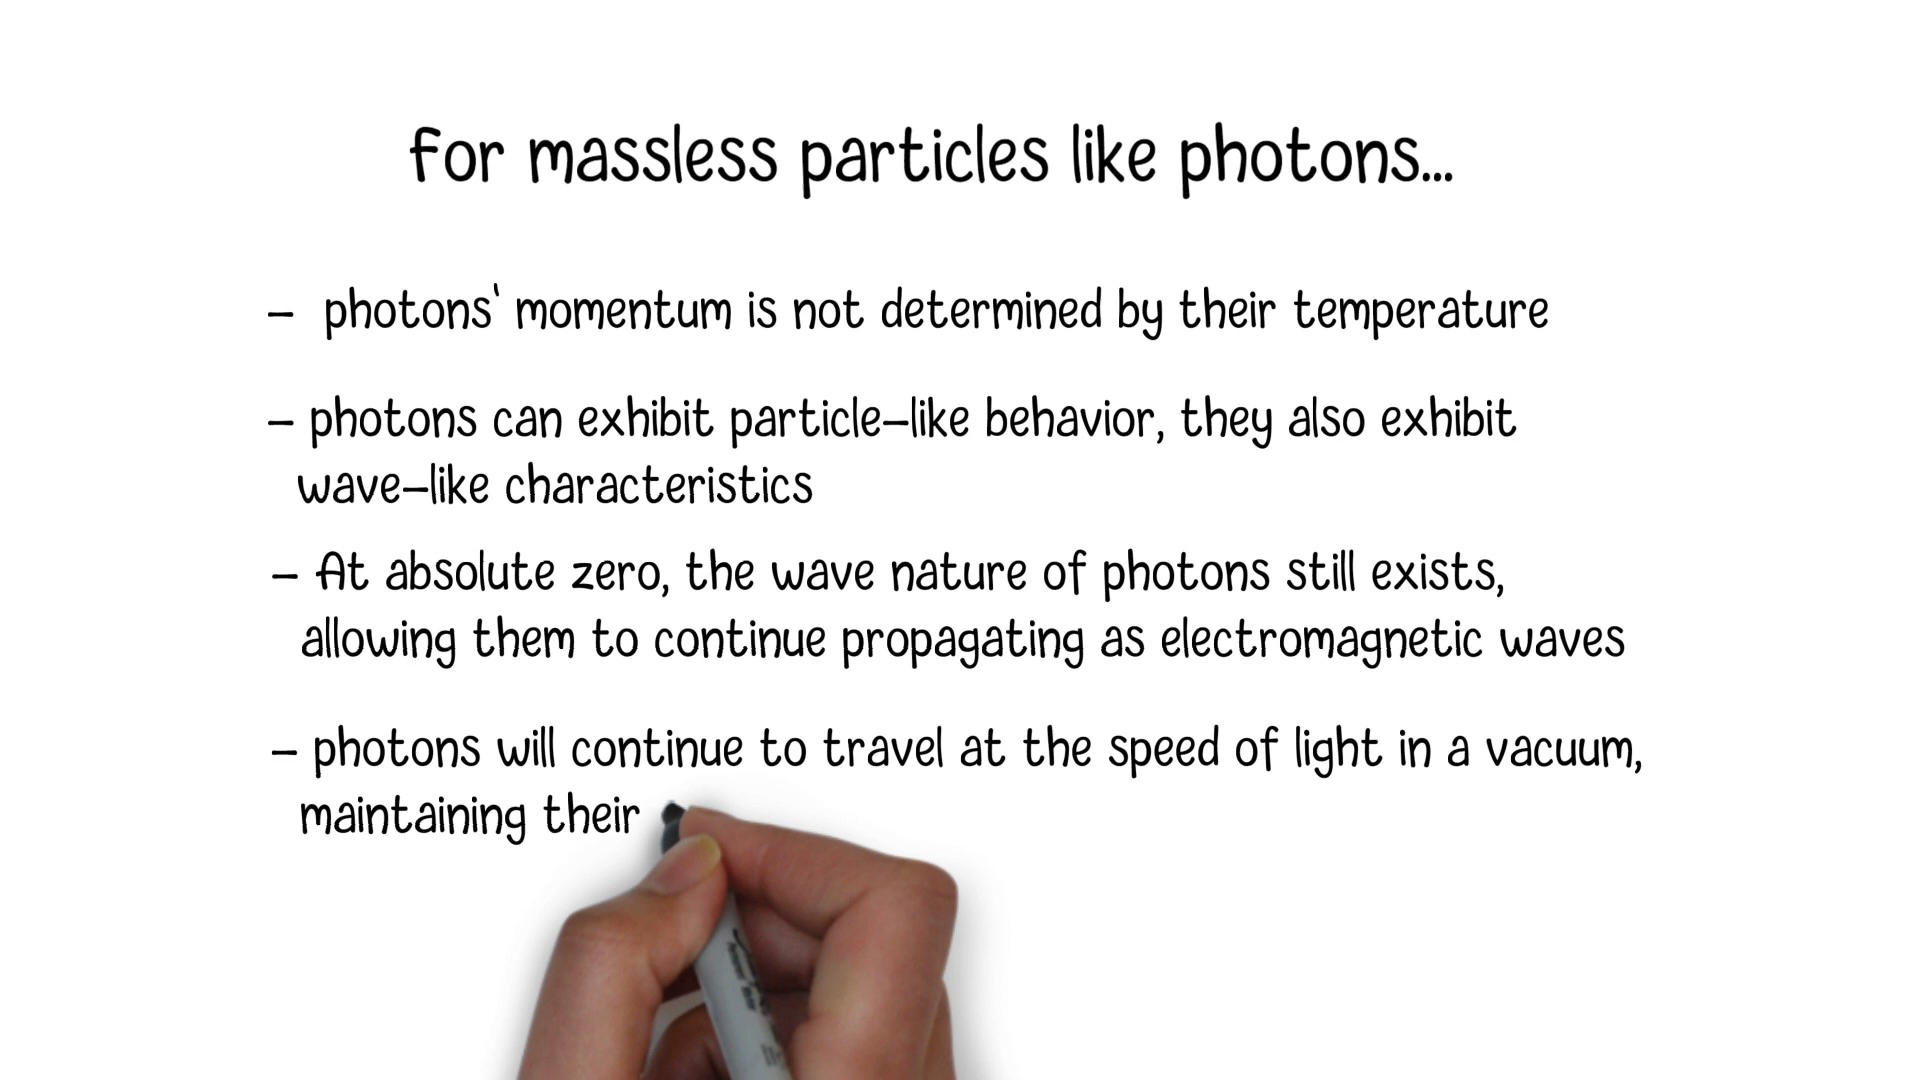 for massless particles like photons...
– photons' momentum is not determined by their temperature
– photons can exhibit particle–like behavior, they also exhibit
wave–like characteristics
– At absolute zero, the wave nature of photons still exists,
allowing them to continue propagating as electromagnetic waves
– photons will continue to travel at the speed of light in a vacuum,
maintaining their